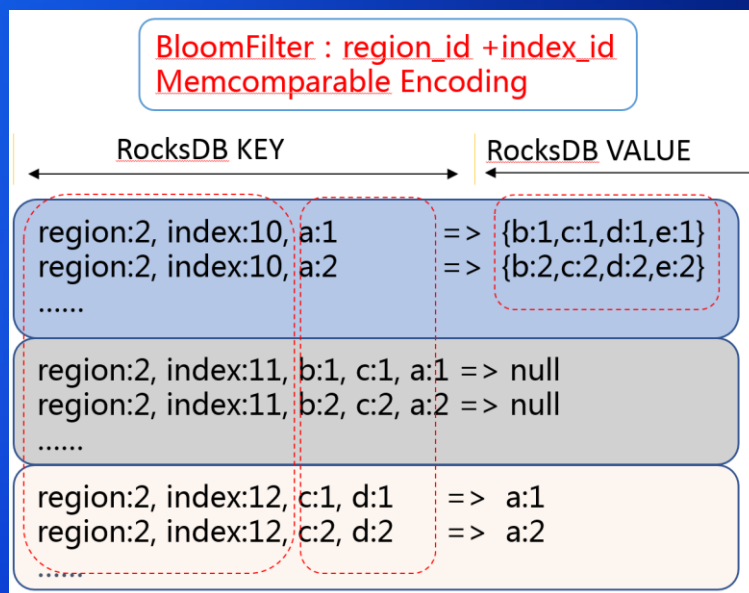 BloomFilter : region_id +index_id
Memcomparable Encoding
RocksDB KEY
RocksDB VALUE
region:2, index:10, a:1 => {b:1,c:1,d:1,e:1}
region:2, index:10, a:2 => {b:2,c:2,d:2,e:2}
......
region:2, index:11, b:1, c:1, a:1 => null
region:2, index:11, b:2, c:2, a:2 => null
......
region:2, index:12, c:1, d:1 => a:1
region:2, index:12, c:2, d:2 => a:2
......